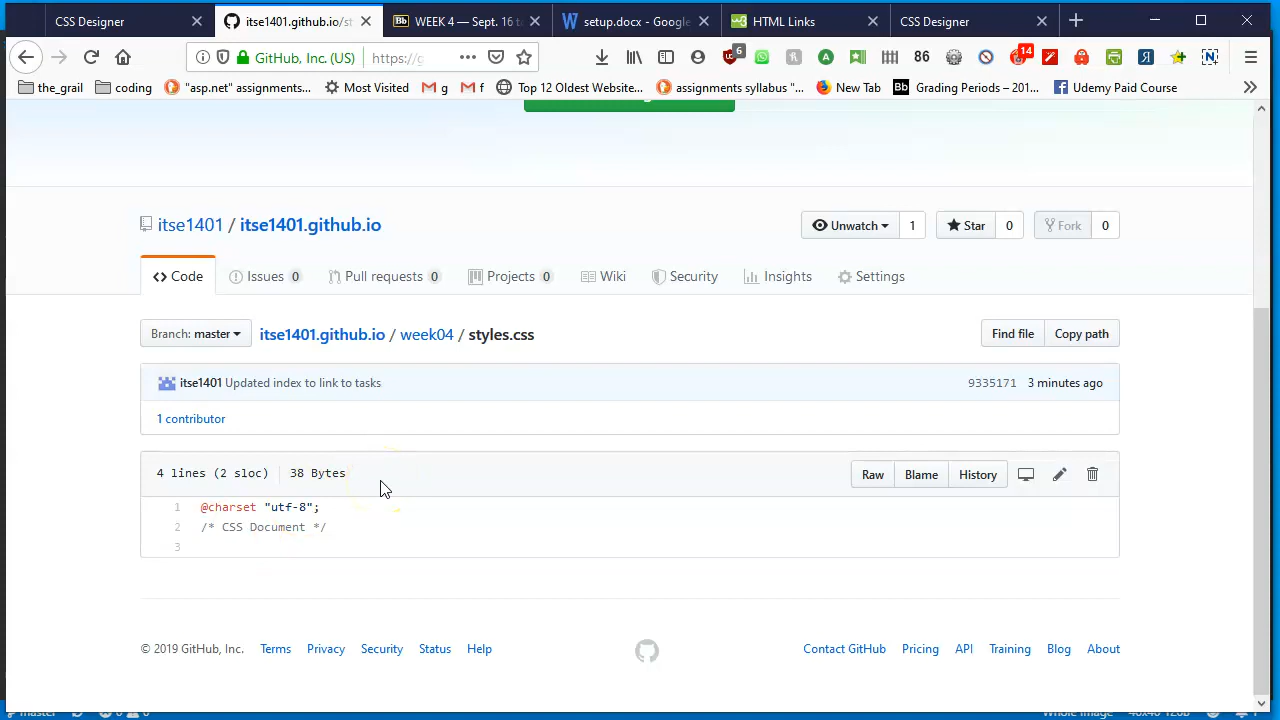 CSS Designer
itse1401.github.io/st
Bb WEEK 4 — Sept. 16 t
W setup.docx - Google
HTML Links
CSS Designer
GitHub, Inc. (US)
https://g
6
86
14
the_grail
coding
"asp.net" assignments...
Most Visited
g
f
Top 12 Oldest Website...
assignments syllabus "...
New Tab
Bb Grading Periods – 201...
Udemy Paid Course
itse1401 / itse1401.github.io
Unwatch 1
Star 0
Fork 0
Code
Issues 0
Pull requests 0
Projects 0
Wiki
Security
Insights
Settings
Branch: master
itse1401.github.io / week04 / styles.css
Find file
Copy path
itse1401 Updated index to link to tasks
9335171 3 minutes ago
1 contributor
4 lines (2 sloc) 38 Bytes
Raw
Blame
History
1 @charset "utf-8";
2 /* CSS Document */
3
© 2019 GitHub, Inc. Terms Privacy Security Status Help
Contact GitHub Pricing API Training Blog About
master